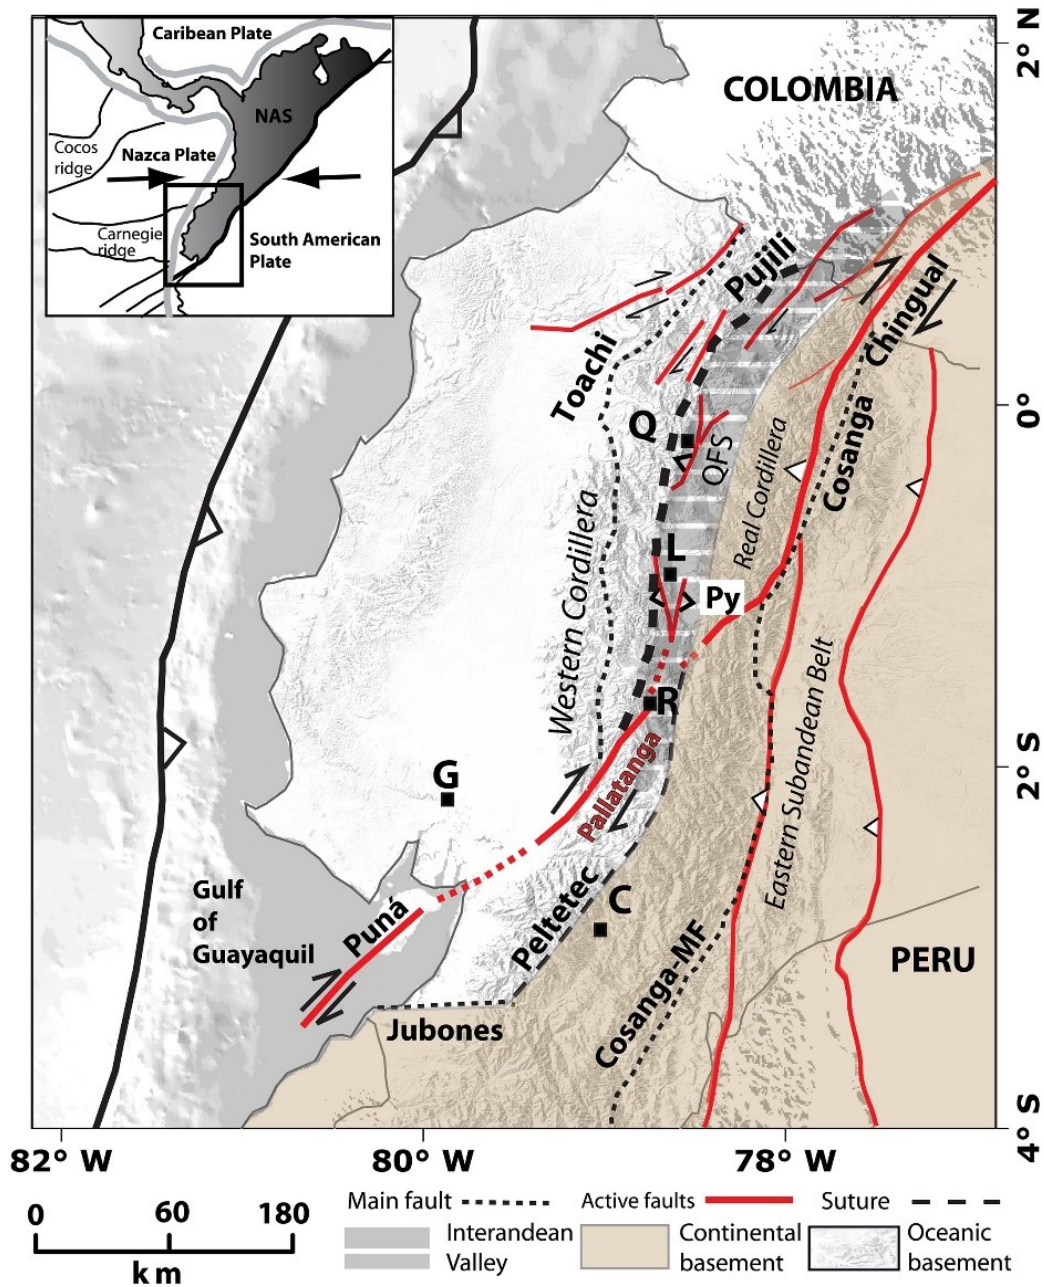 Caribean Plate
NAS
Cocos
ridge
Nazca Plate
Carnegie
ridge
South American
Plate
2° N
COLOMBIA
Pujili
Toachi
Chingual
Cosanga
0°
Q
QFS
Real Cordillera
Western Cordillera
L
Py
R
Pallatanga
Eastern Subandean Belt
2° S
G
Gulf
of
Guayaquil
Puná
Peltetec
C
Cosanga-MF
PERU
Jubones
4° S
82° W
80° W
78° W
0
60
180
km
Main fault
Active faults
Suture
Interandean
Valley
Continental
basement
Oceanic
basement